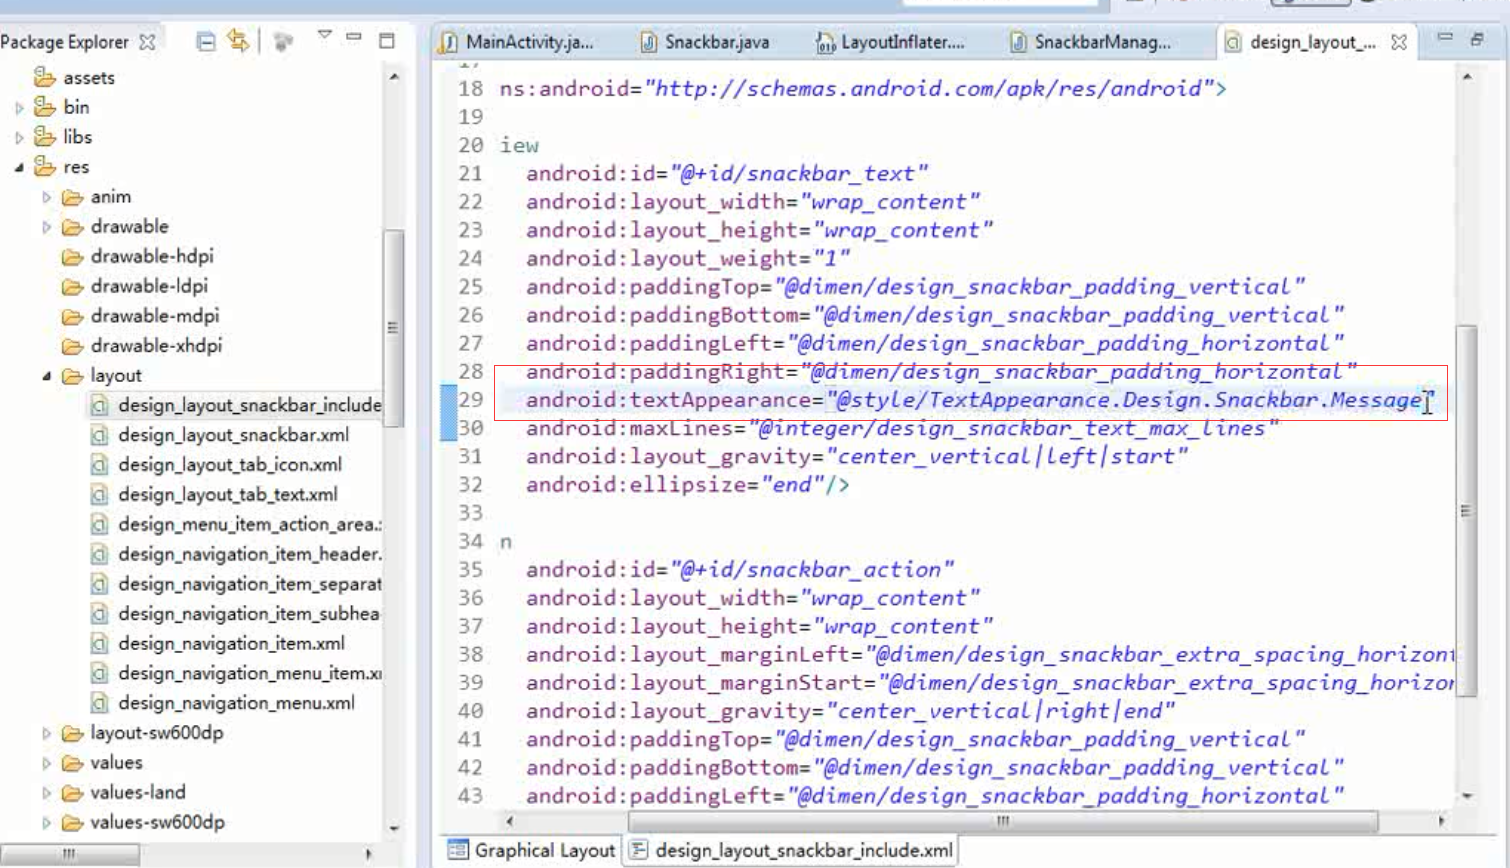 Package Explorer
assets
bin
libs
res
anim
drawable
drawable-hdpi
drawable-ldpi
drawable-mdpi
drawable-xhdpi
layout
design_layout_snackbar_include
design_layout_snackbar.xml
design_layout_tab_icon.xml
design_layout_tab_text.xml
design_menu_item_action_area.
design_navigation_item_header.
design_navigation_item_separat
design_navigation_item_subhea
design_navigation_item.xml
design_navigation_menu_item.x
design_navigation_menu.xml
layout-sw600dp
values
values-land
values-sw600dp
MainActivity.ja... Snackbar.java LayoutInflater.... SnackbarManag... design_layout_...
18 ns:android="http://schemas.android.com/apk/res/android">
19
20 iew
21 android:id="@+id/snackbar_text"
22 android:layout_width="wrap_content"
23 android:layout_height="wrap_content"
24 android:layout_weight="1"
25 android:paddingTop="@dimen/design_snackbar_padding_vertical"
26 android:paddingBottom="@dimen/design_snackbar_padding_vertical"
27 android:paddingLeft="@dimen/design_snackbar_padding_horizontal"
28 android:paddingRight="@dimen/design_snackbar_padding_horizontal"
29 android:textAppearance="@style/TextAppearance.Design.Snackbar.Message"
30 android:maxLines="@integer/design_snackbar_text_max_lines"
31 android:layout_gravity="center_vertical|left|start"
32 android:ellipsize="end"/>
33
34 n
35 android:id="@+id/snackbar_action"
36 android:layout_width="wrap_content"
37 android:layout_height="wrap_content"
38 android:layout_marginLeft="@dimen/design_snackbar_extra_spacing_horizont
39 android:layout_marginStart="@dimen/design_snackbar_extra_spacing_horizon
40 android:layout_gravity="center_vertical|right|end"
41 android:paddingTop="@dimen/design_snackbar_padding_vertical"
42 android:paddingBottom="@dimen/design_snackbar_padding_vertical"
43 android:paddingLeft="@dimen/design_snackbar_padding_horizontal"
Graphical Layout design_layout_snackbar_include.xml